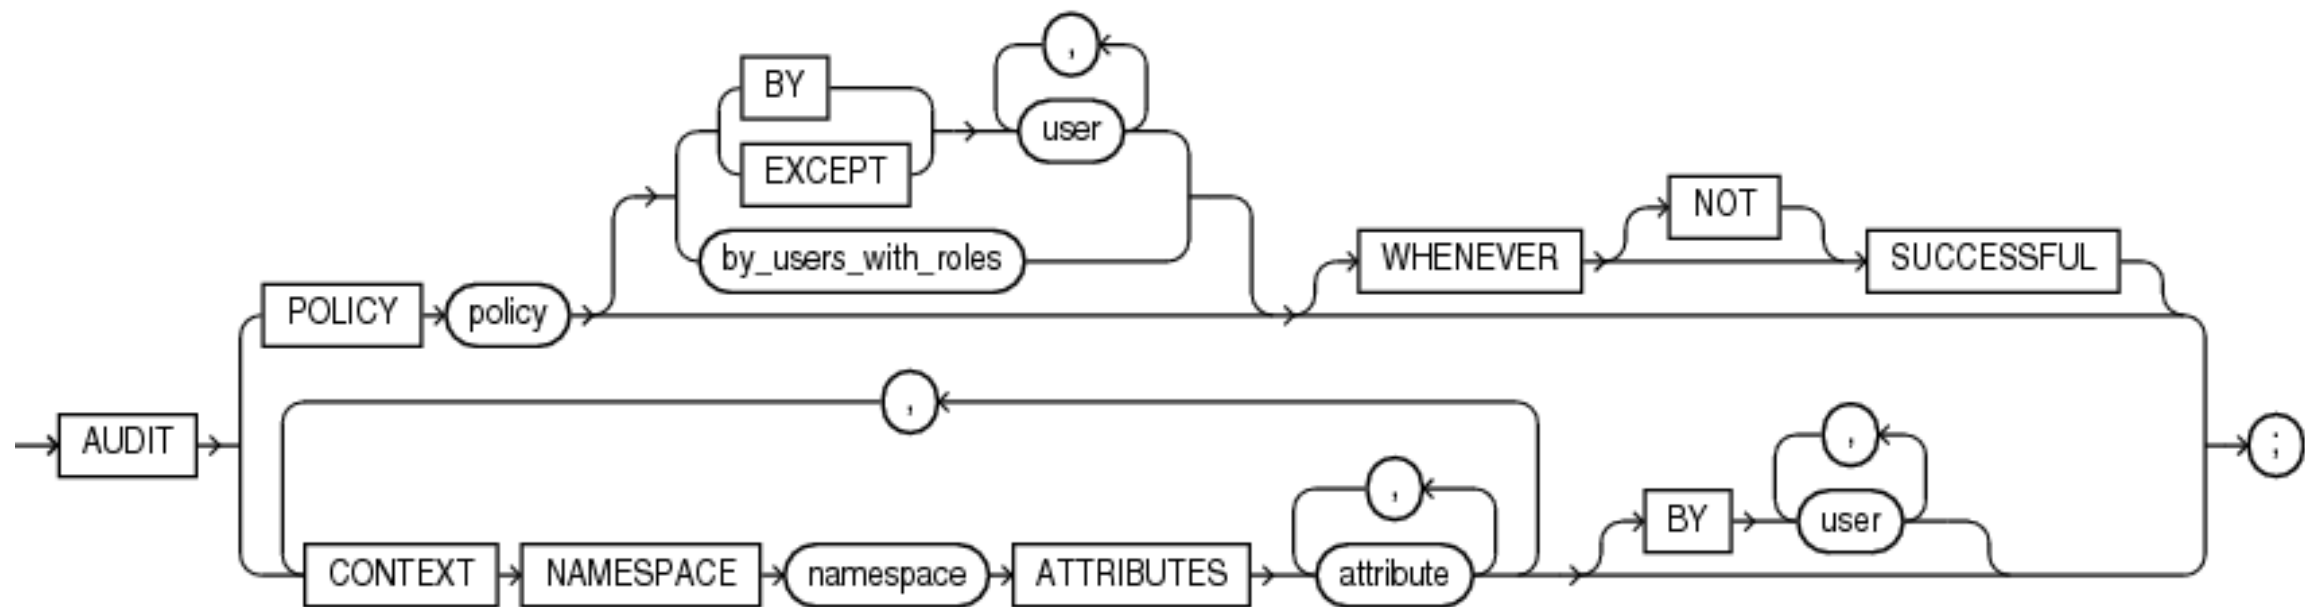 ,
BY
user
EXCEPT
NOT
by_users_with_roles
WHENEVER
SUCCESSFUL
POLICY
policy
,
AUDIT
,
;
,
BY
user
CONTEXT
NAMESPACE
namespace
ATTRIBUTES
attribute